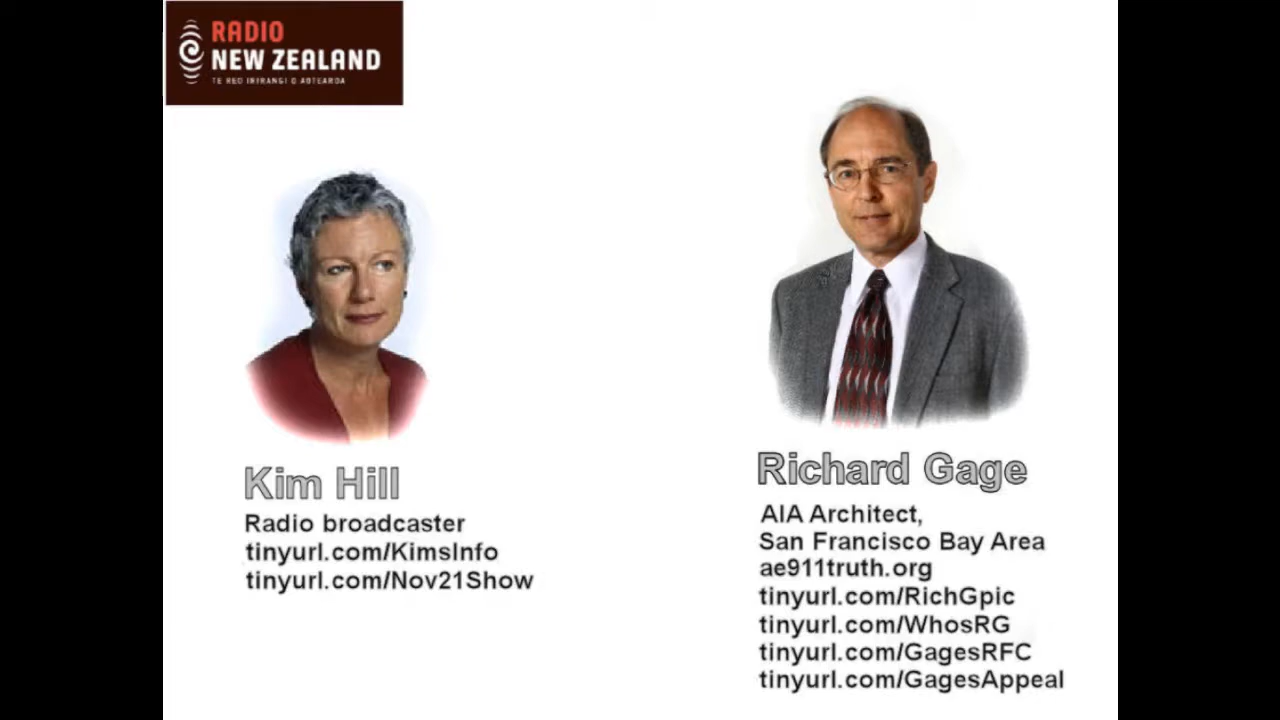 RADIO
NEW ZEALAND
TE REO IRIRANGI O AOTEAROA
Kim Hill
Radio broadcaster
tinyurl.com/KimsInfo
tinyurl.com/Nov21Show
Richard Gage
AIA Architect,
San Francisco Bay Area
ae911truth.org
tinyurl.com/RichGpic
tinyurl.com/WhosRG
tinyurl.com/GagesRFC
tinyurl.com/GagesAppeal